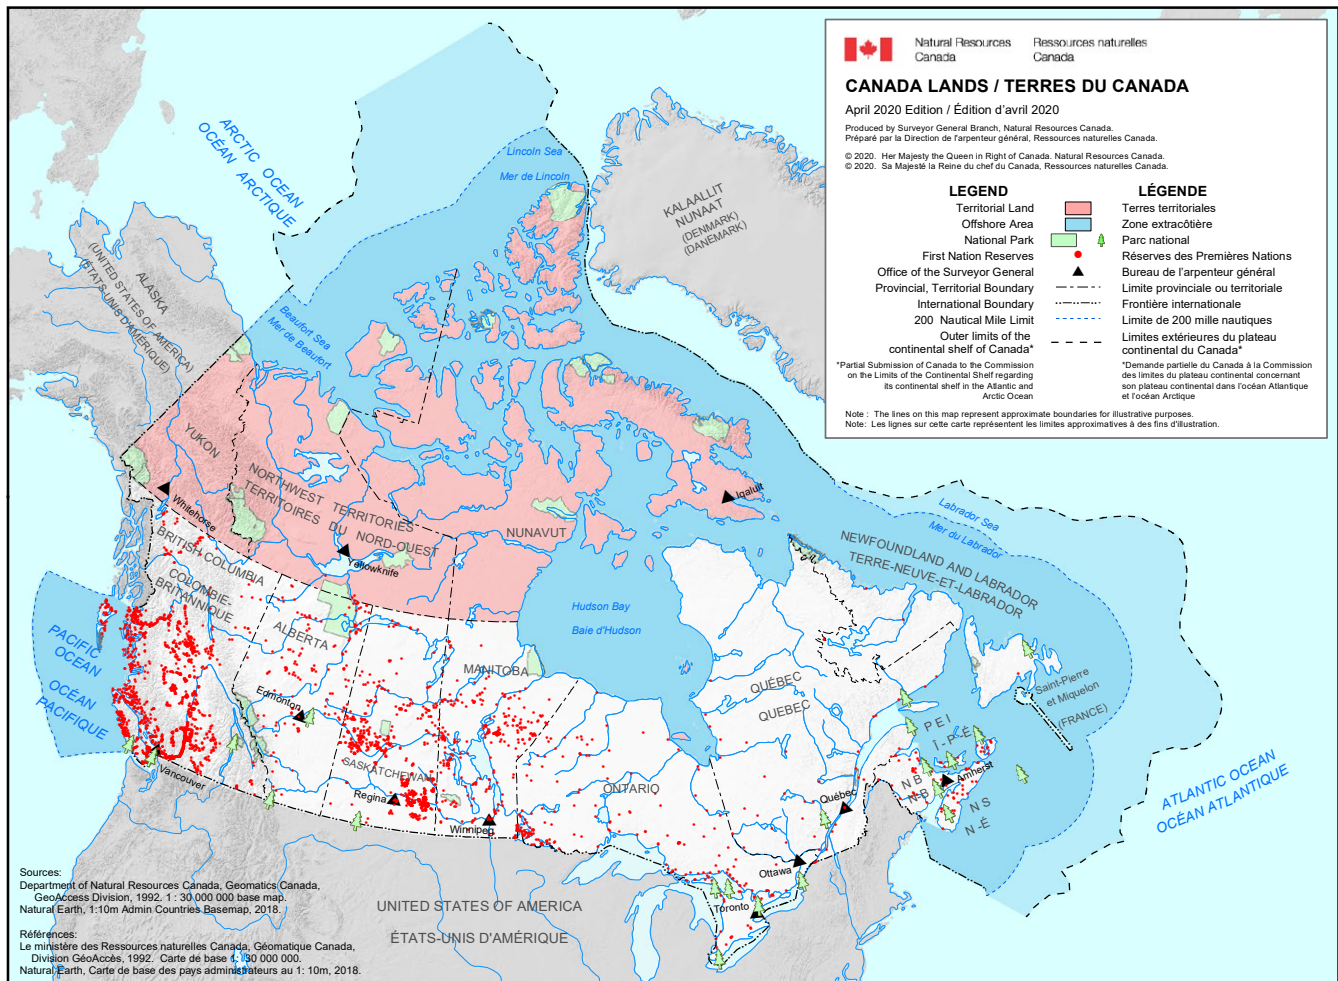 Natural Resources
Canada
Ressources naturelles
Canada
CANADA LANDS / TERRES DU CANADA
April 2020 Edition / Édition d'avril 2020
Produced by Surveyor General Branch, Natural Resources Canada.
Préparé par la Direction de l'arpenteur général, Ressources naturelles Canada.
© 2020. Her Majesty the Queen in Right of Canada. Natural Resources Canada.
© 2020. Sa Majesté la Reine du chef du Canada, Ressources naturelles Canada.
LEGEND
LÉGENDE
Territorial Land
Terres territoriales
Offshore Area
Zone extracôtière
National Park
Parc national
First Nation Reserves
Réserves des Premières Nations
Office of the Surveyor General
Bureau de l'arpenteur général
Provincial, Territorial Boundary
Limite provinciale ou territoriale
International Boundary
Frontière internationale
200 Nautical Mile Limit
Limite de 200 mille nautiques
Outer limits of the
continental shelf of Canada*
Limites extérieures du plateau
continental du Canada*
*Partial Submission of Canada to the Commission
on the Limits of the Continental Shelf regarding
its continental shelf in the Atlantic and
Arctic Ocean
*Demande partielle du Canada à la Commission
des limites du plateau continental concernant
son plateau continental dans l'océan Atlantique
et l'océan Arctique
Note : The lines on this map represent approximate boundaries for illustrative purposes.
Note: Les lignes sur cette carte représentent les limites approximatives à des fins d'illustration.
ARCTIC OCEAN
OCÉAN ARCTIQUE
Lincoln Sea
Mer de Lincoln
KALAALLIT
NUNAAT
(DENMARK)
(DANEMARK)
ALASKA
(UNITED STATES OF AMERICA)
(ÉTATS-UNIS D'AMÉRIQUE)
Beaufort Sea
Mer de Beaufort
YUKON
NORTHWEST TERRITORIES
TERRITOIRES DU NORD-OUEST
NUNAVUT
Iqaluit
Whitehorse
Yellowknife
Labrador Sea
Mer du Labrador
NEWFOUNDLAND AND LABRADOR
TERRE-NEUVE-ET-LABRADOR
BRITISH COLUMBIA
COLOMBIE-
BRITANNIQUE
ALBERTA
Hudson Bay
Baie d'Hudson
PACIFIC
OCEAN
OCÉAN
PACIFIQUE
MANITOBA
QUÉBEC
QUEBEC
Saint-Pierre
et Miquelon
(FRANCE)
Edmonton
SASKATCHEWAN
Vancouver
Regina
Winnipeg
ONTARIO
PEI
I-P-É
NB
N-B
Amherst
NS
N-É
Québec
Ottawa
Toronto
ATLANTIC OCEAN
OCÉAN ATLANTIQUE
UNITED STATES OF AMERICA
ÉTATS-UNIS D'AMÉRIQUE
Sources:
Department of Natural Resources Canada, Geomatics Canada,
GeoAccess Division, 1992. 1 : 30 000 000 base map.
Natural Earth, 1:10m Admin Countries Basemap, 2018.
Références:
Le ministère des Ressources naturelles Canada, Géomatique Canada,
Division GéoAccès, 1992. Carte de base 1: 30 000 000.
Natural Earth, Carte de base des pays administrateurs au 1: 10m, 2018.